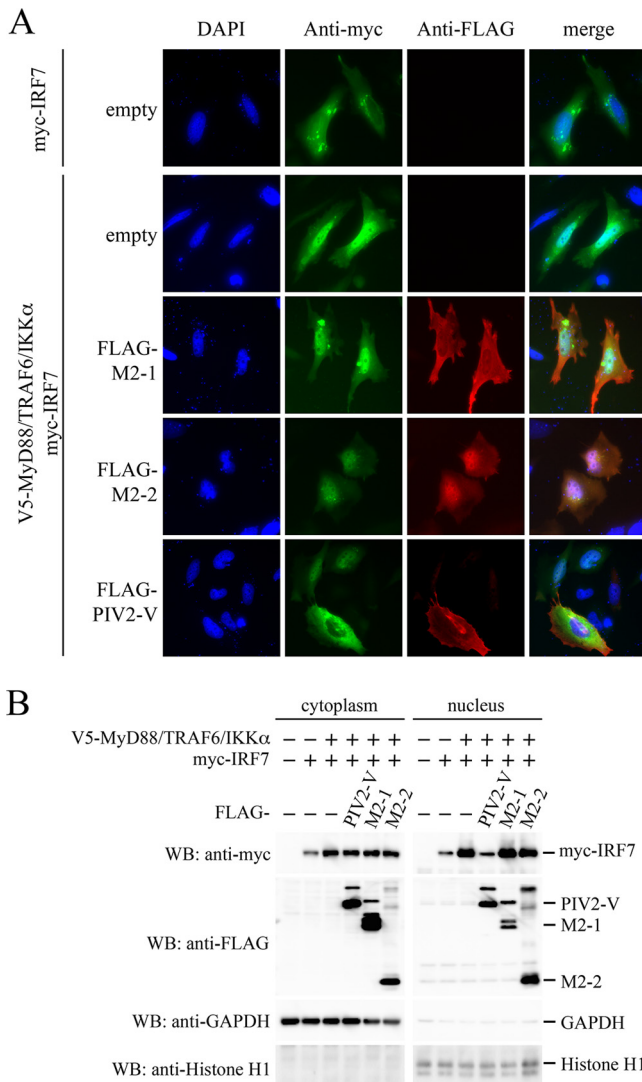 A
DAPI Anti-myc Anti-FLAG merge
myc-IRF7
empty
V5-MyD88/TRAF6/IKKα
myc-IRF7
empty
FLAG-
M2-1
FLAG-
M2-2
FLAG-
PIV2-V
B
cytoplasm nucleus
V5-MyD88/TRAF6/IKKα − − + + + + − − + + + +
myc-IRF7 − + + + + + − + + + + +
FLAG- − − − PIV2-V M2-1 M2-2 − − − PIV2-V M2-1 M2-2
WB: anti-myc myc-IRF7
PIV2-V
WB: anti-FLAG M2-1
M2-2
WB: anti-GAPDH GAPDH
WB: anti-Histone H1 Histone H1